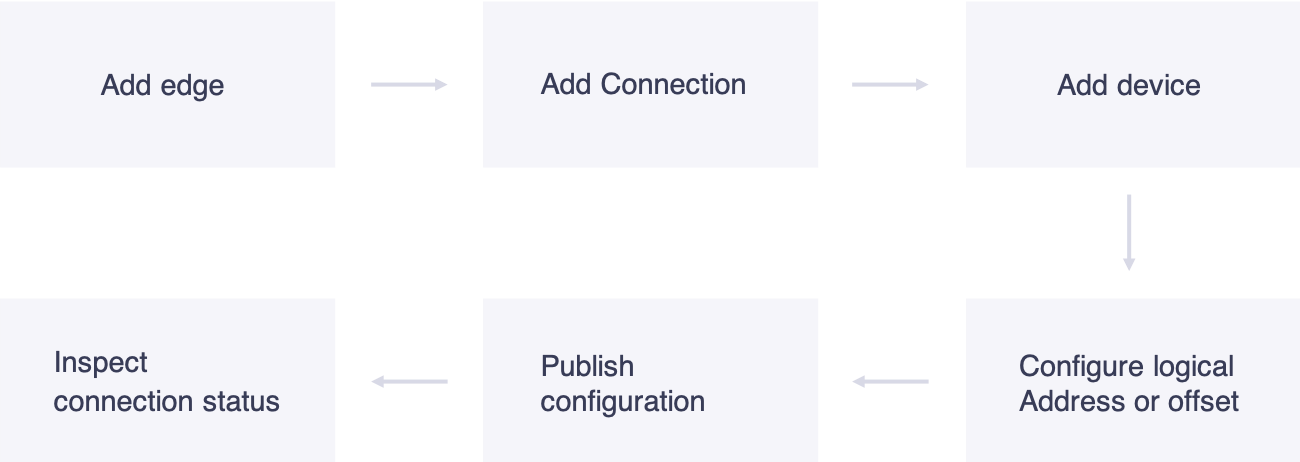 Add edge
Add Connection
Add device
Configure logical
Address or offset
Publish
configuration
Inspect
connection status